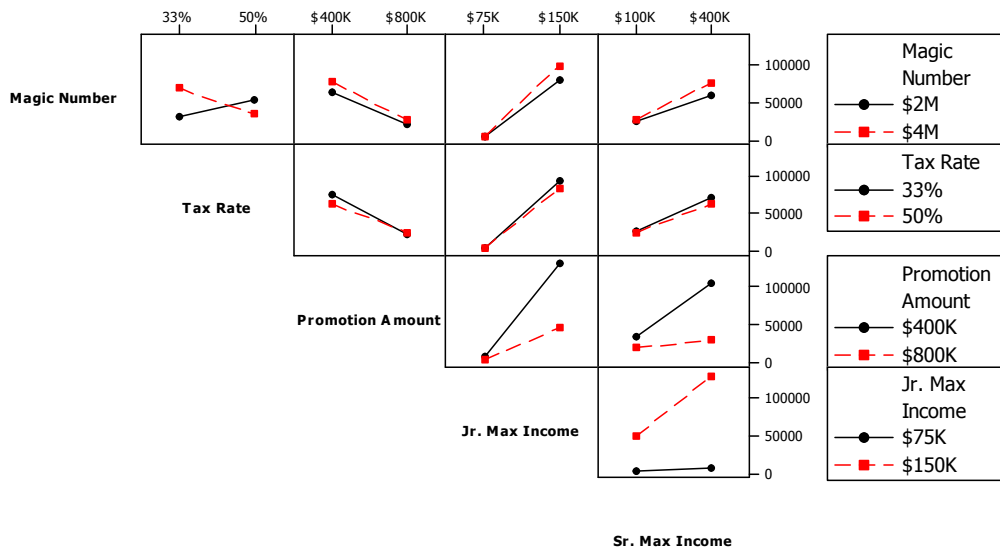 33% 50% $400K $800K $75K $150K $100K $400K
Magic Number
100000
50000
0
Magic
Number
$2M
$4M
Tax Rate
100000
50000
0
Tax Rate
33%
50%
Promotion Amount
100000
50000
0
Promotion
Amount
$400K
$800K
Jr. Max Income
100000
50000
0
Jr. Max
Income
$75K
$150K
Sr. Max Income